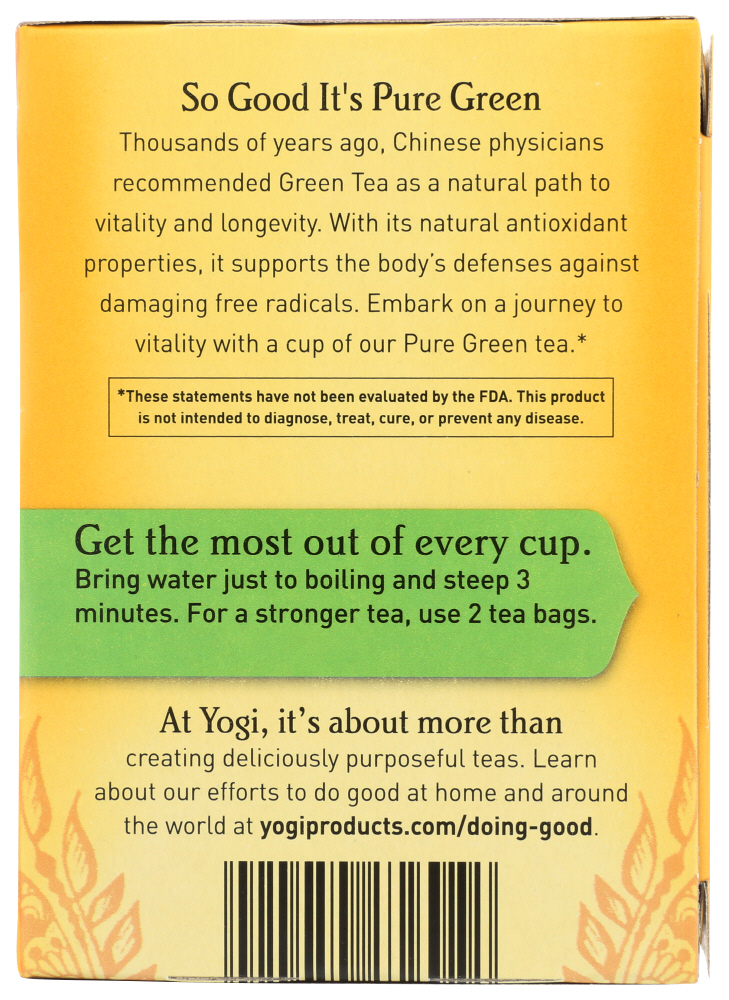 So Good It's Pure Green
Thousands of years ago, Chinese physicians
recommended Green Tea as a natural path to
vitality and longevity. With its natural antioxidant
properties, it supports the body's defenses against
damaging free radicals. Embark on a journey to
vitality with a cup of our Pure Green tea.*
*These statements have not been evaluated by the FDA. This product
is not intended to diagnose, treat, cure, or prevent any disease.
Get the most out of every cup.
Bring water just to boiling and steep 3
minutes. For a stronger tea, use 2 tea bags.
At Yogi, it's about more than
creating deliciously purposeful teas. Learn
about our efforts to do good at home and around
the world at yogiproducts.com/doing-good.